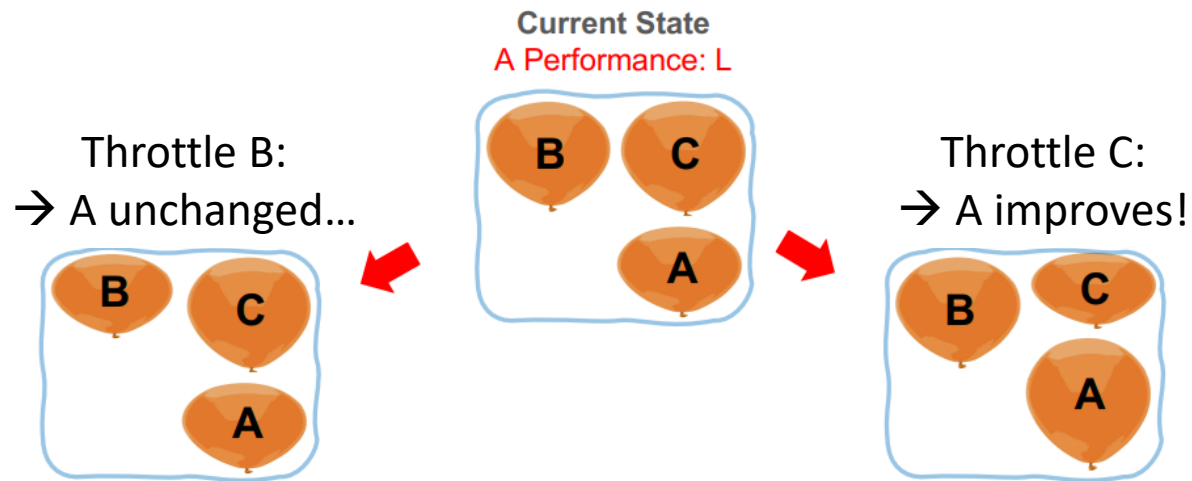 Current State
A Performance: L
B
C
A
Throttle B:
→ A unchanged…
B
C
A
Throttle C:
→ A improves!
B
C
A